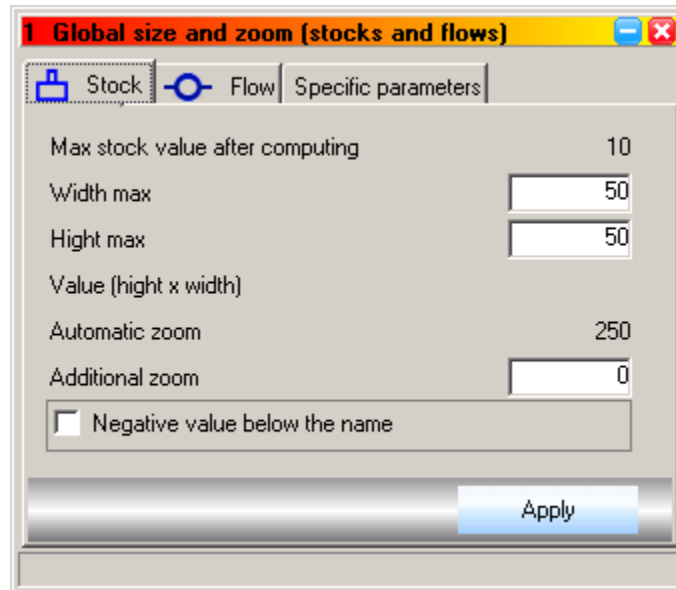 1 Global size and zoom (stocks and flows)
Stock Flow Specific parameters
Max stock value after computing 10
Width max 50
Hight max 50
Value (hight x width)
Automatic zoom 250
Additional zoom 0
Negative value below the name
Apply